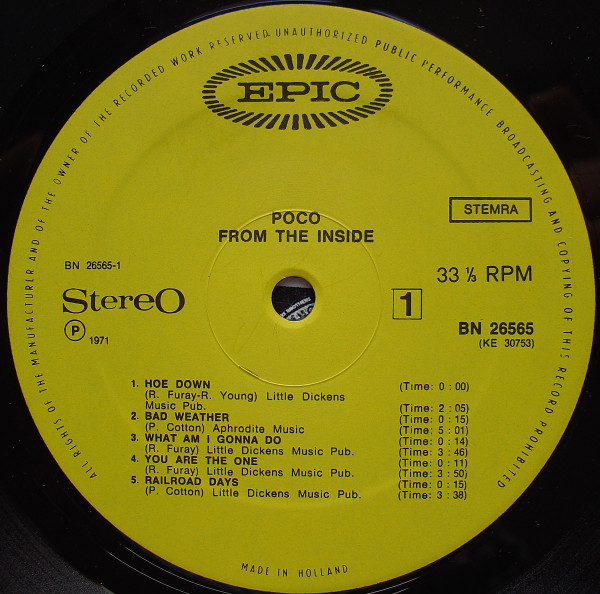 ALL RIGHTS OF THE MANUFACTURER AND OF THE OWNER OF THE RECORDED WORK RESERVED UNAUTHORIZED PUBLIC PERFORMANCE BROADCASTING AND COPYING OF THIS RECORD PROHIBITED
EPIC
STEMRA
POCO
FROM THE INSIDE
BN 26565-1
33 ⅓ RPM
Stereo
1
BN 26565
(KE 30753)
P 1971
1. HOE DOWN (Time: 0 : 00)
(R. Furay-R. Young) Little Dickens
Music Pub. (Time: 2 : 05)
2. BAD WEATHER (Time: 0 : 15)
(P. Cotton) Aphrodite Music (Time: 5 : 01)
3. WHAT AM I GONNA DO (Time: 0 : 14)
(R. Furay) Little Dickens Music Pub. (Time: 3 : 46)
4. YOU ARE THE ONE (Time: 0 : 11)
(R. Furay) Little Dickens Music Pub. (Time: 3 : 50)
5. RAILROAD DAYS (Time: 0 : 15)
(P. Cotton) Little Dickens Music Pub. (Time: 3 : 38)
MADE IN HOLLAND